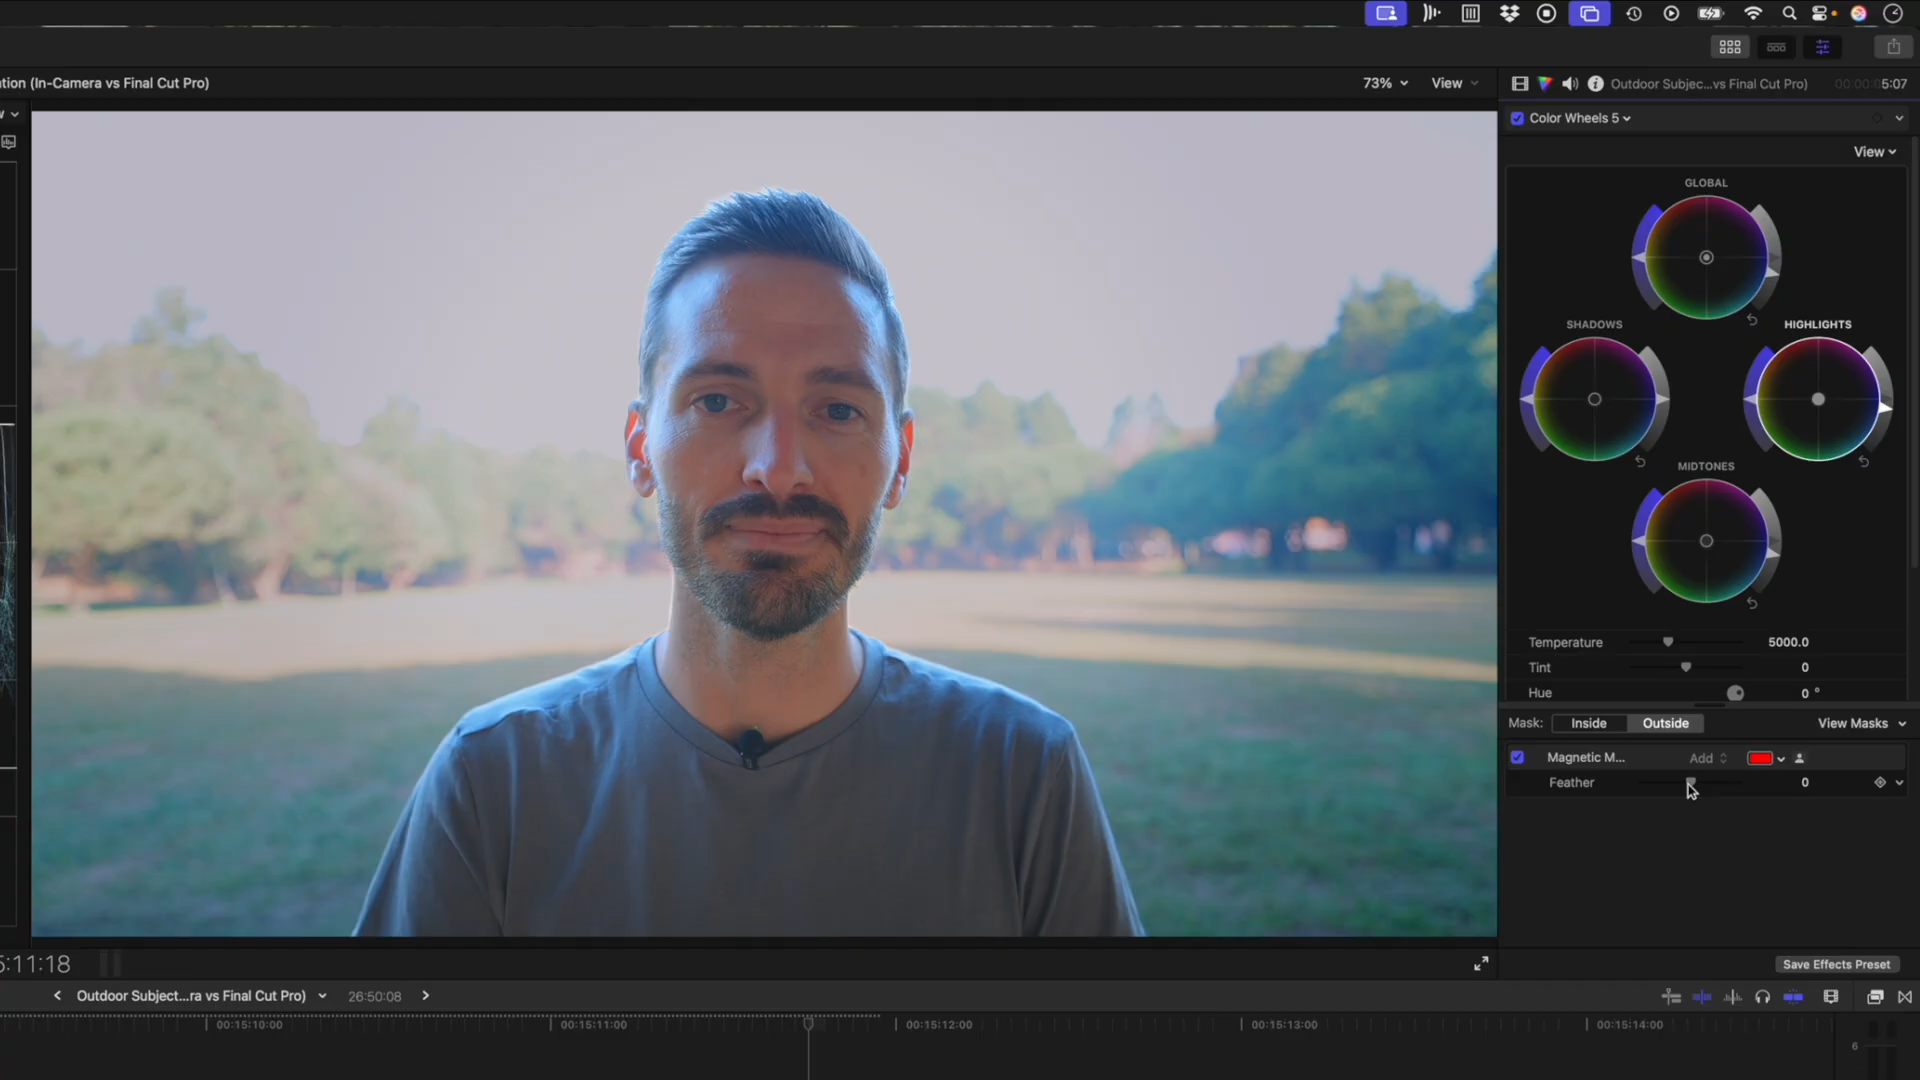 tion (In-Camera vs Final Cut Pro)
73%
View
Outdoor Subjec...vs Final Cut Pro)
00:00:05:07
Color Wheels 5
View
GLOBAL
SHADOWS
HIGHLIGHTS
MIDTONES
Temperature
5000.0
Tint
0
Hue
0 °
Mask:
Inside
Outside
View Masks
Magnetic M...
Add
Feather
0
5:11:18
Save Effects Preset
Outdoor Subject...ra vs Final Cut Pro)
26:50:08
00:15:10:00
00:15:11:00
00:15:12:00
00:15:13:00
00:15:14:00
6